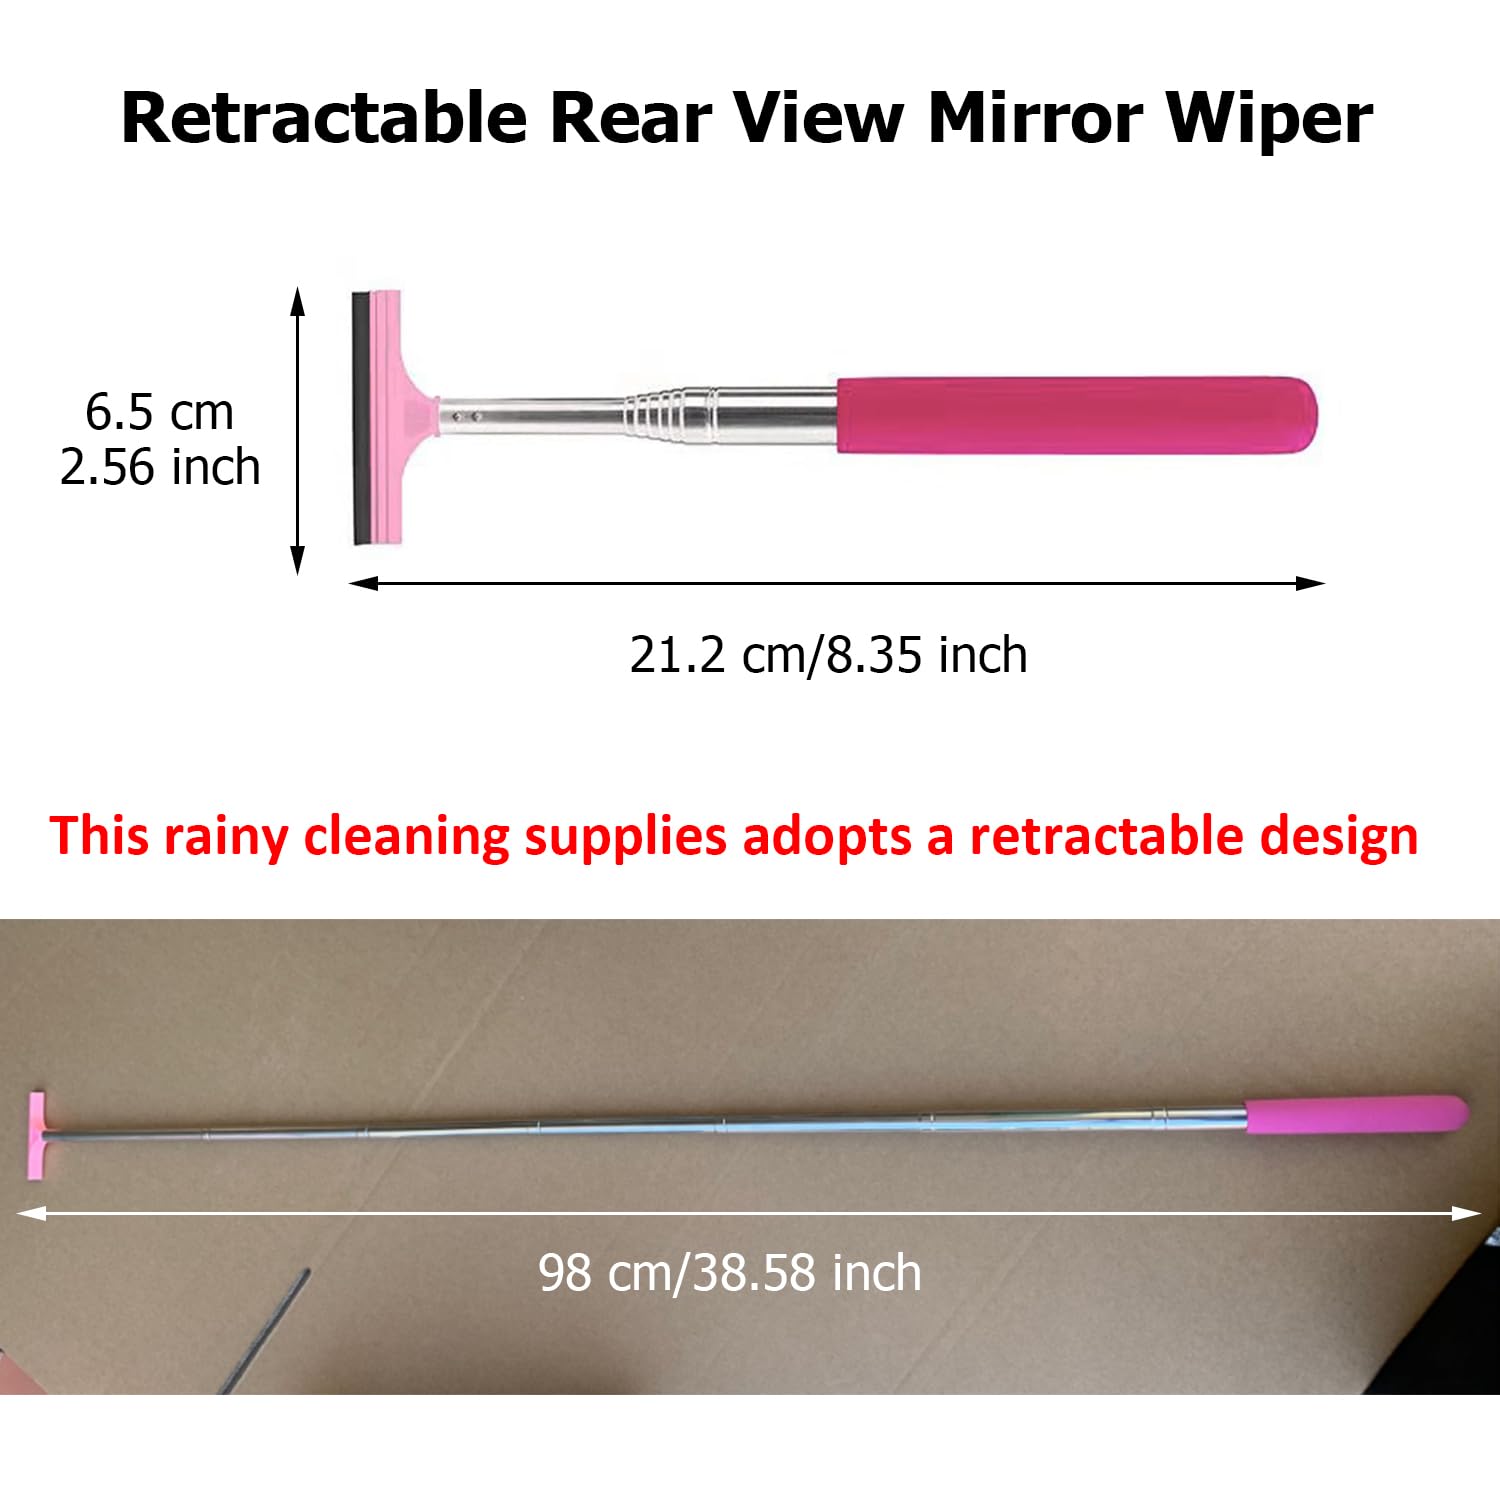 Retractable Rear View Mirror Wiper
6.5 cm
2.56 inch
21.2 cm/8.35 inch
This rainy cleaning supplies adopts a retractable design
98 cm/38.58 inch